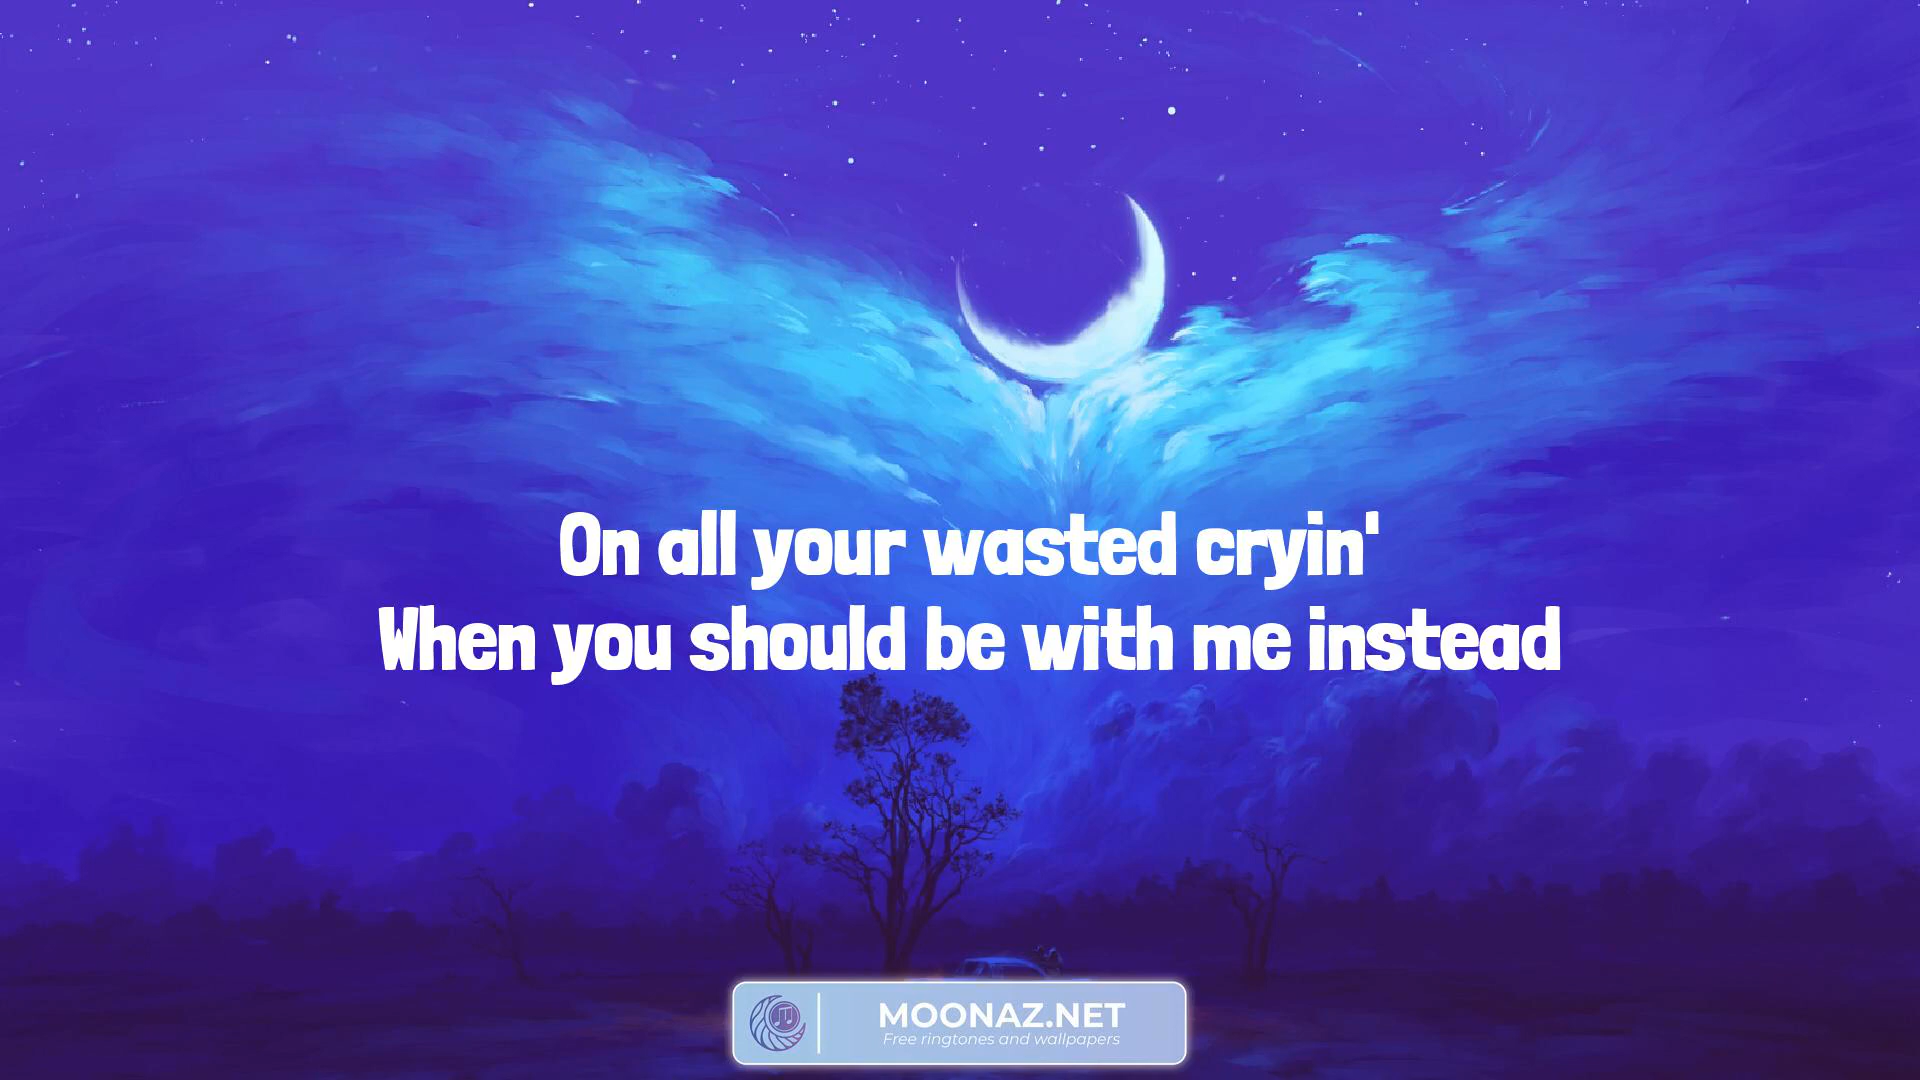 On all your wasted cryin'
When you should be with me instead
MOONAZ.NET
Free ringtones and wallpapers